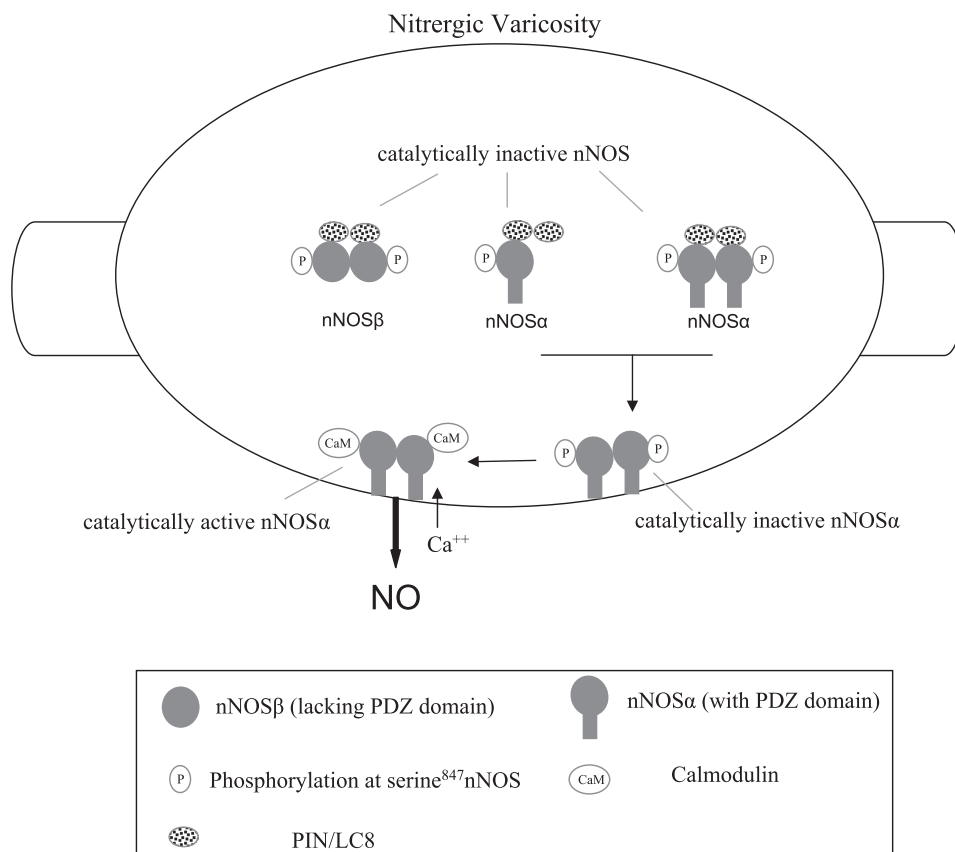 Nitrergic Varicosity
catalytically inactive nNOS
P P P P P
nNOSβ nNOSα nNOSα
CaM CaM P P
catalytically active nNOSα
catalytically inactive nNOSα
Ca⁺⁺
NO
nNOSβ (lacking PDZ domain)
nNOSα (with PDZ domain)
P Phosphorylation at serine⁸⁴⁷nNOS
CaM Calmodulin
PIN/LC8